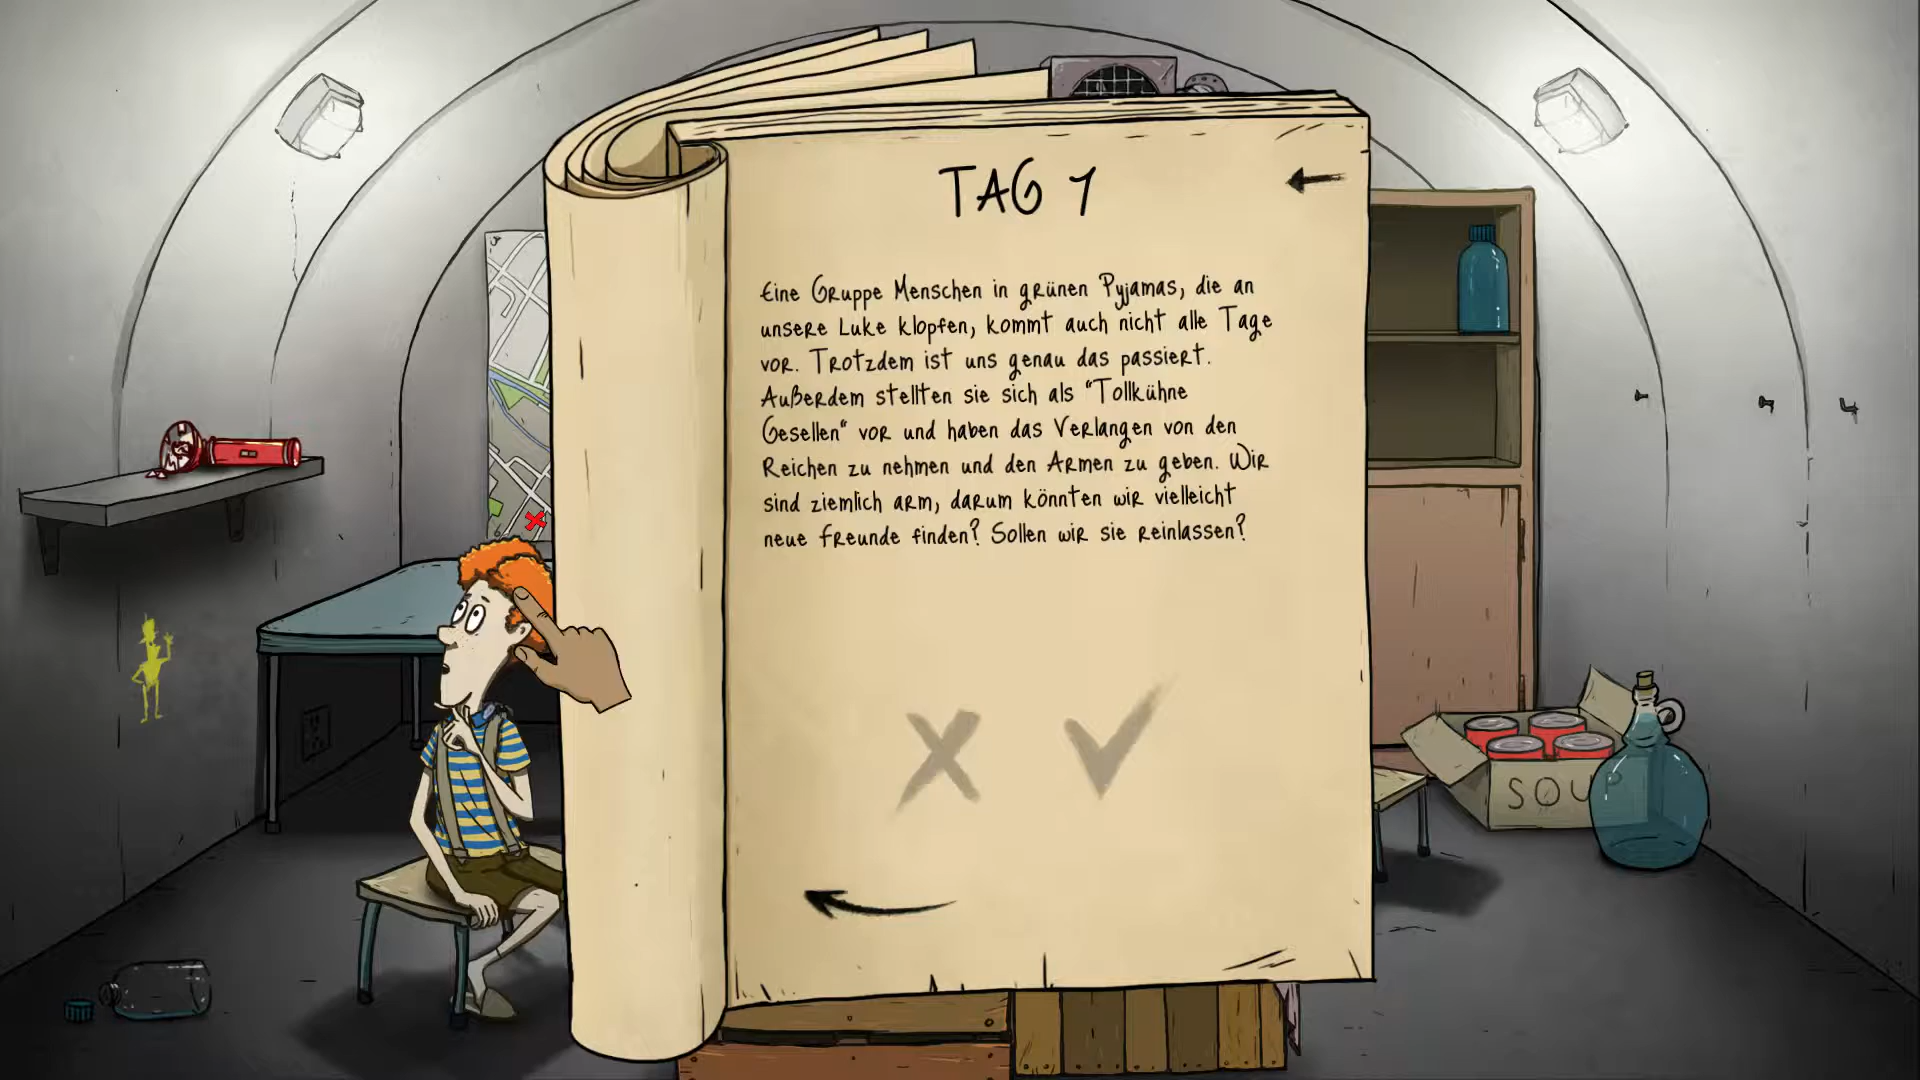 TAG 7
Eine Gruppe Menschen in grünen Pyjamas, die an
unsere Luke klopfen, kommt auch nicht alle Tage
vor. Trotzdem ist uns genau das passiert.
Außerdem stellten sie sich als "Tollkühne
Gesellen" vor und haben das Verlangen von den
Reichen zu nehmen und den Armen zu geben. Wir
sind ziemlich arm, darum könnten wir vielleicht
neue Freunde finden? Sollen wir sie reinlassen?
SOU